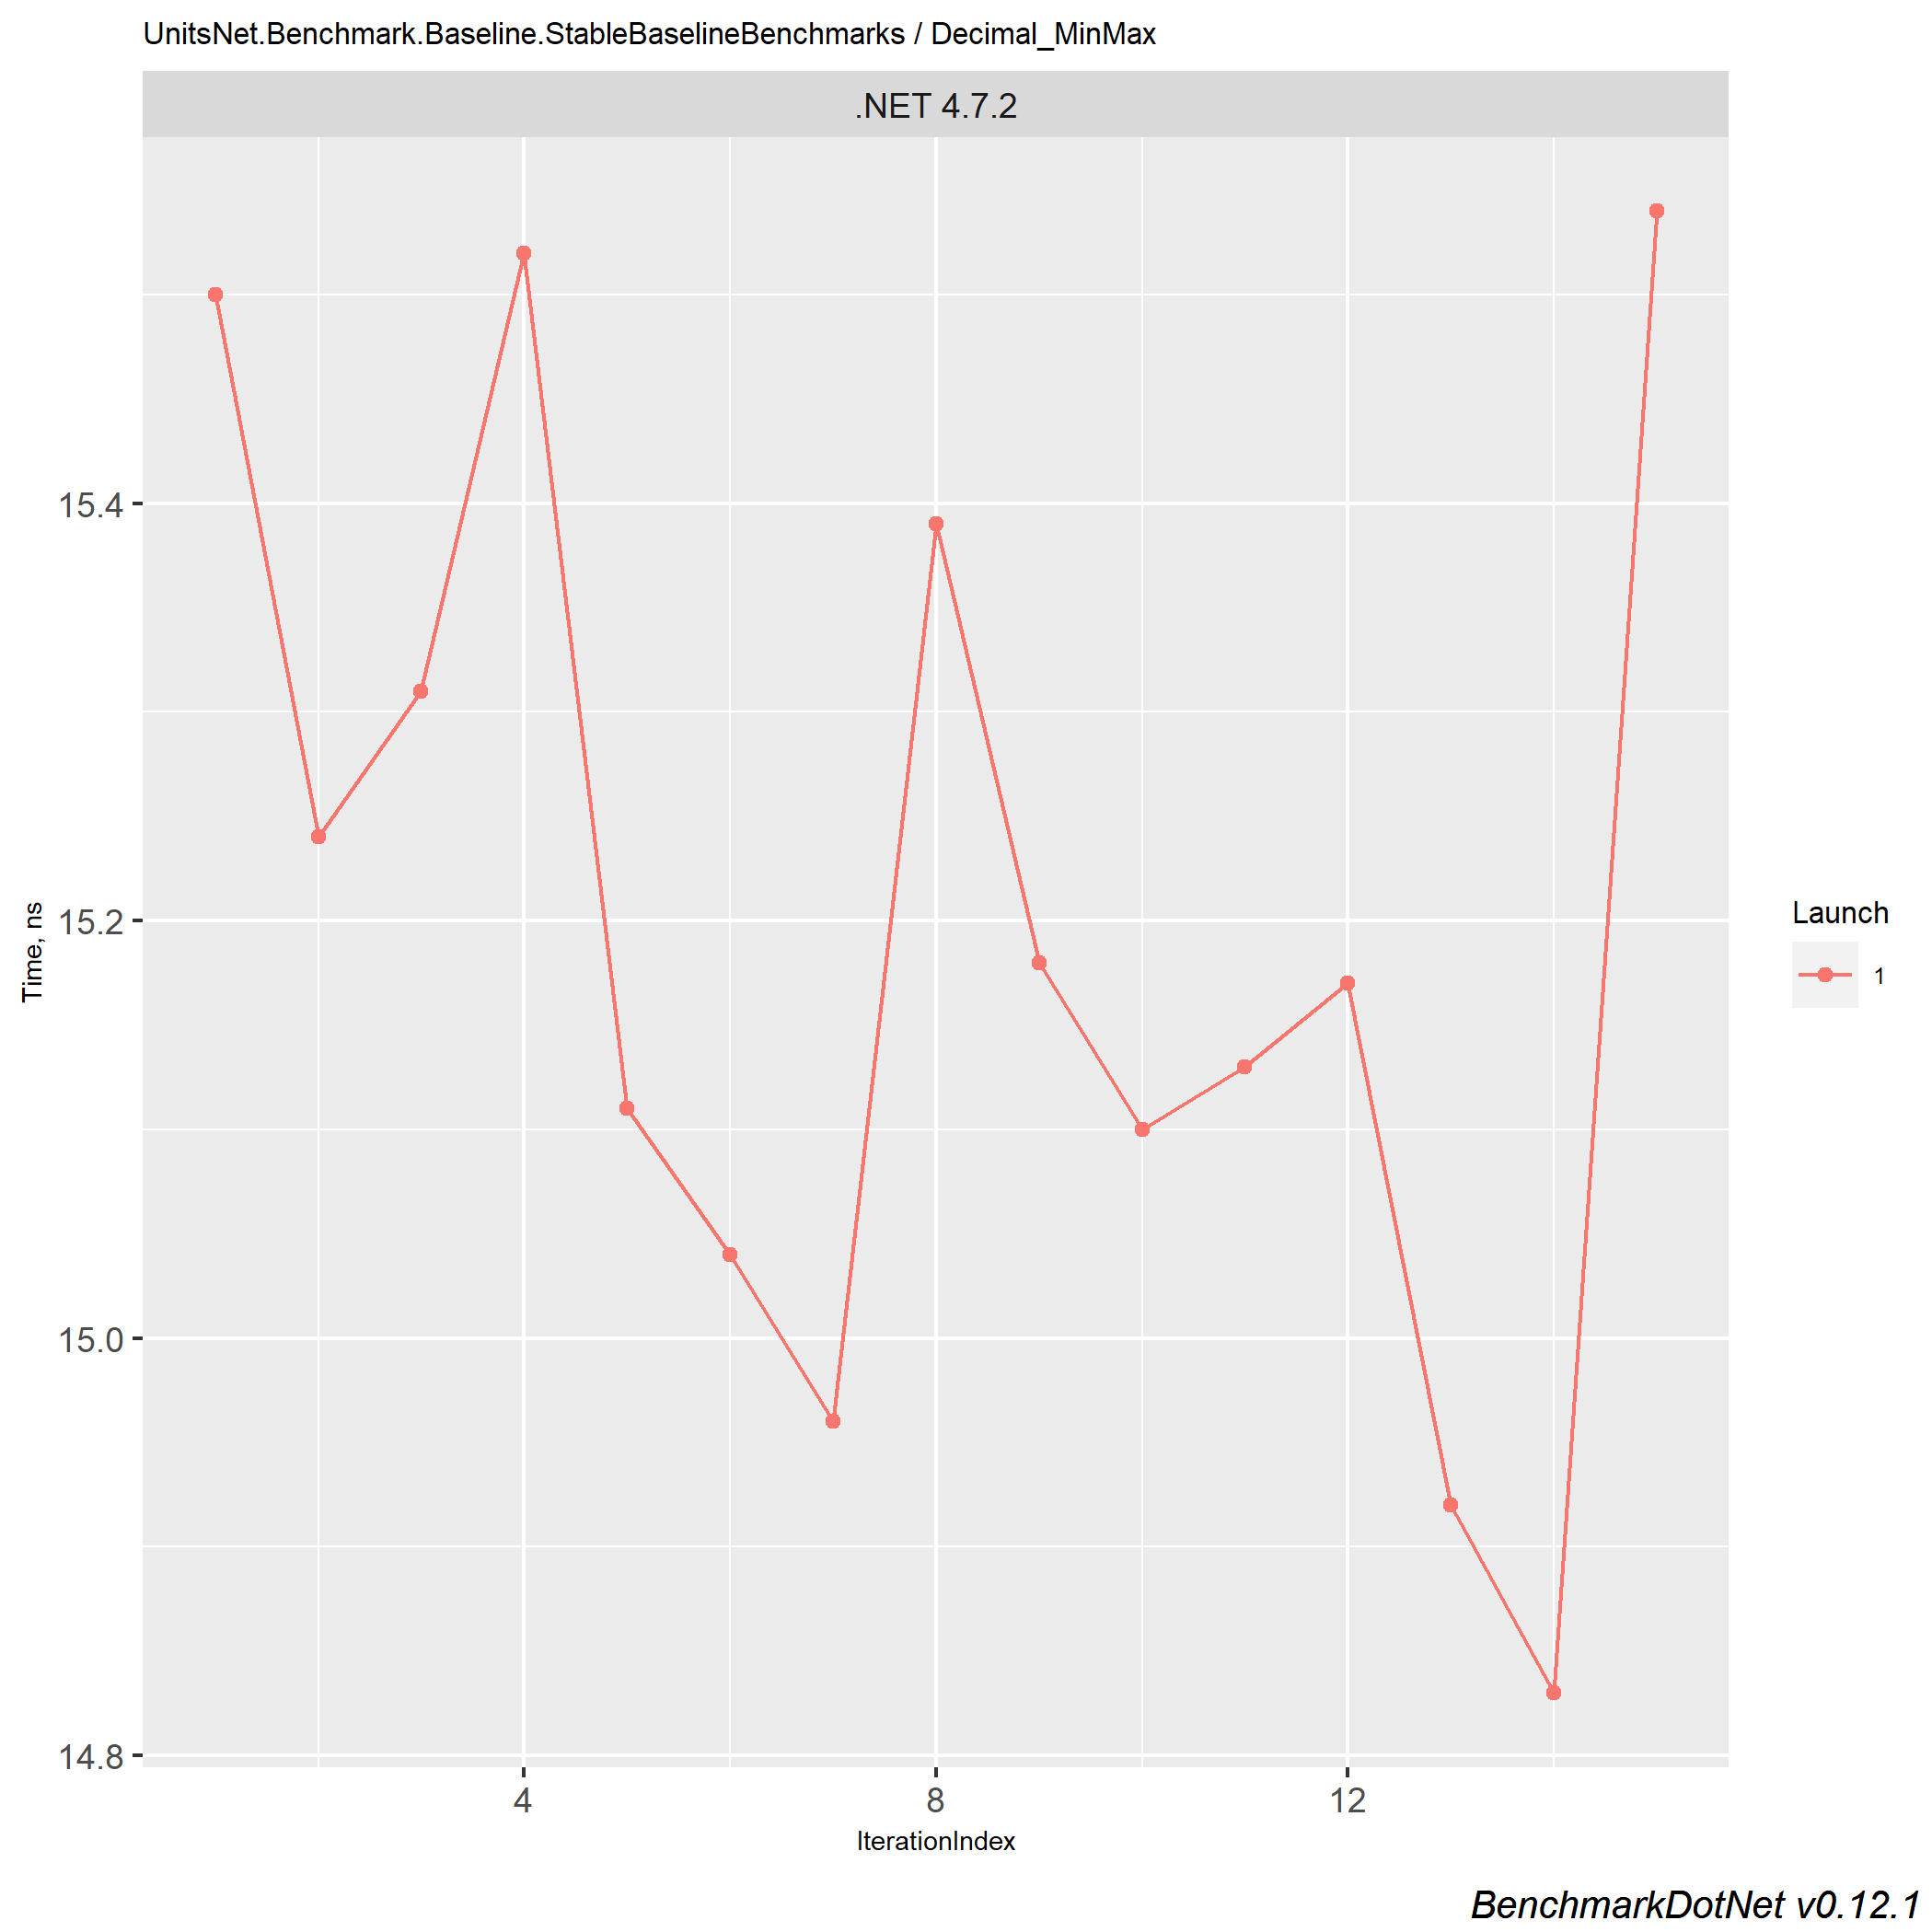 UnitsNet.Benchmark.Baseline.StableBaselineBenchmarks / Decimal_MinMax
.NET 4.7.2
15.4
15.2
15.0
14.8
Time, ns
4 8 12
IterationIndex
Launch
1
BenchmarkDotNet v0.12.1